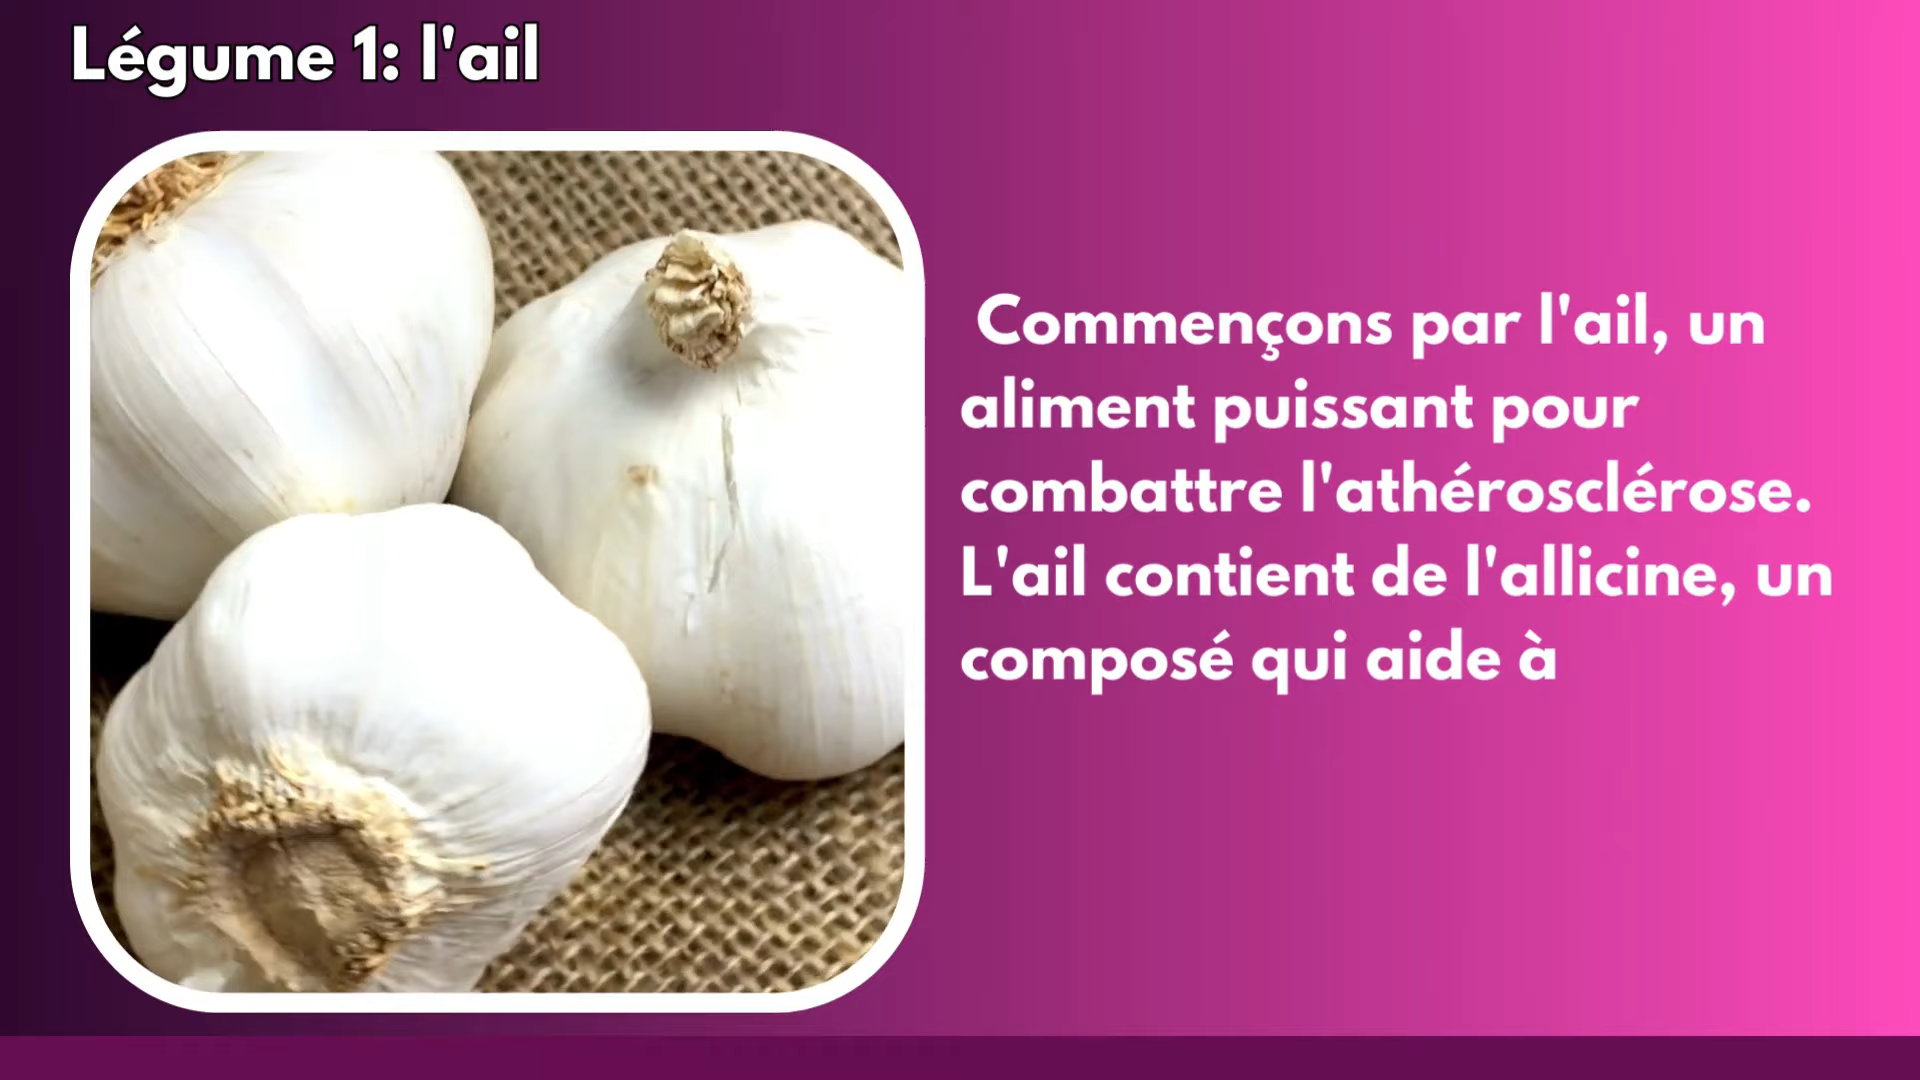 Légume 1: l'ail
Commençons par l'ail, un
aliment puissant pour
combattre l'athérosclérose.
L'ail contient de l'allicine, un
composé qui aide à